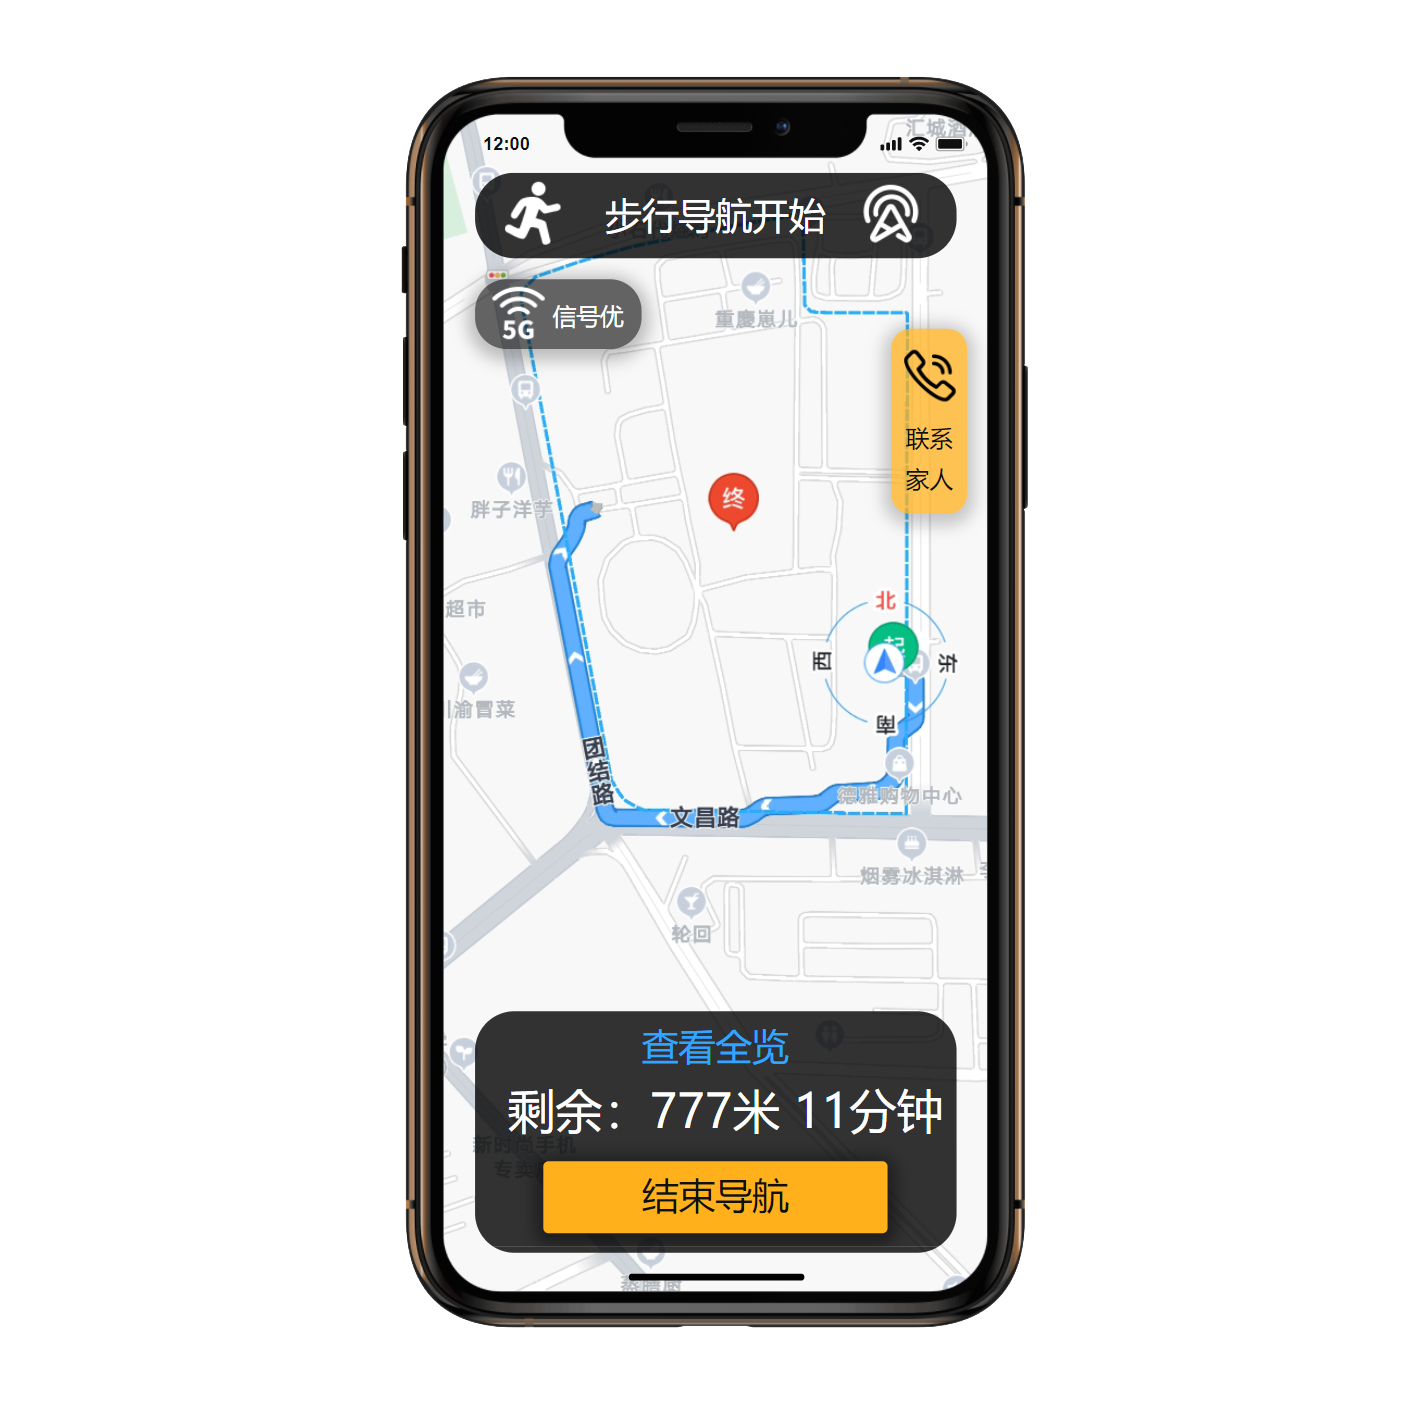 12:00
汇城酒
步行导航开始
5G 信号优
重慶崽儿
联系
家人
胖子洋芋
终
超市
北
起
西
东
南
渝冒菜
团结路
德雅购物中心
文昌路
烟雾冰淇淋
轮回
查看全览
剩余：777米 11分钟
新时尚手机
专卖
结束导航